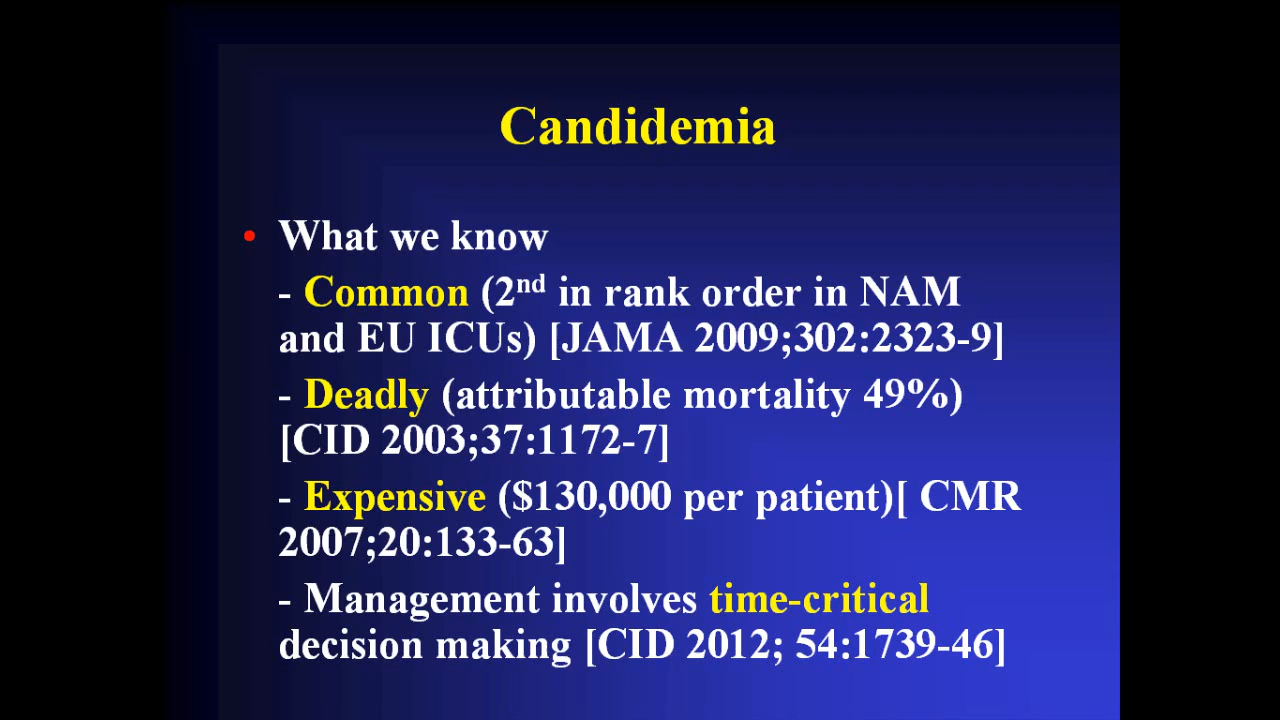 Candidemia
• What we know
- Common (2nd in rank order in NAM
and EU ICUs) [JAMA 2009;302:2323-9]
- Deadly (attributable mortality 49%)
[CID 2003;37:1172-7]
- Expensive ($130,000 per patient)[ CMR
2007;20:133-63]
- Management involves time-critical
decision making [CID 2012; 54:1739-46]